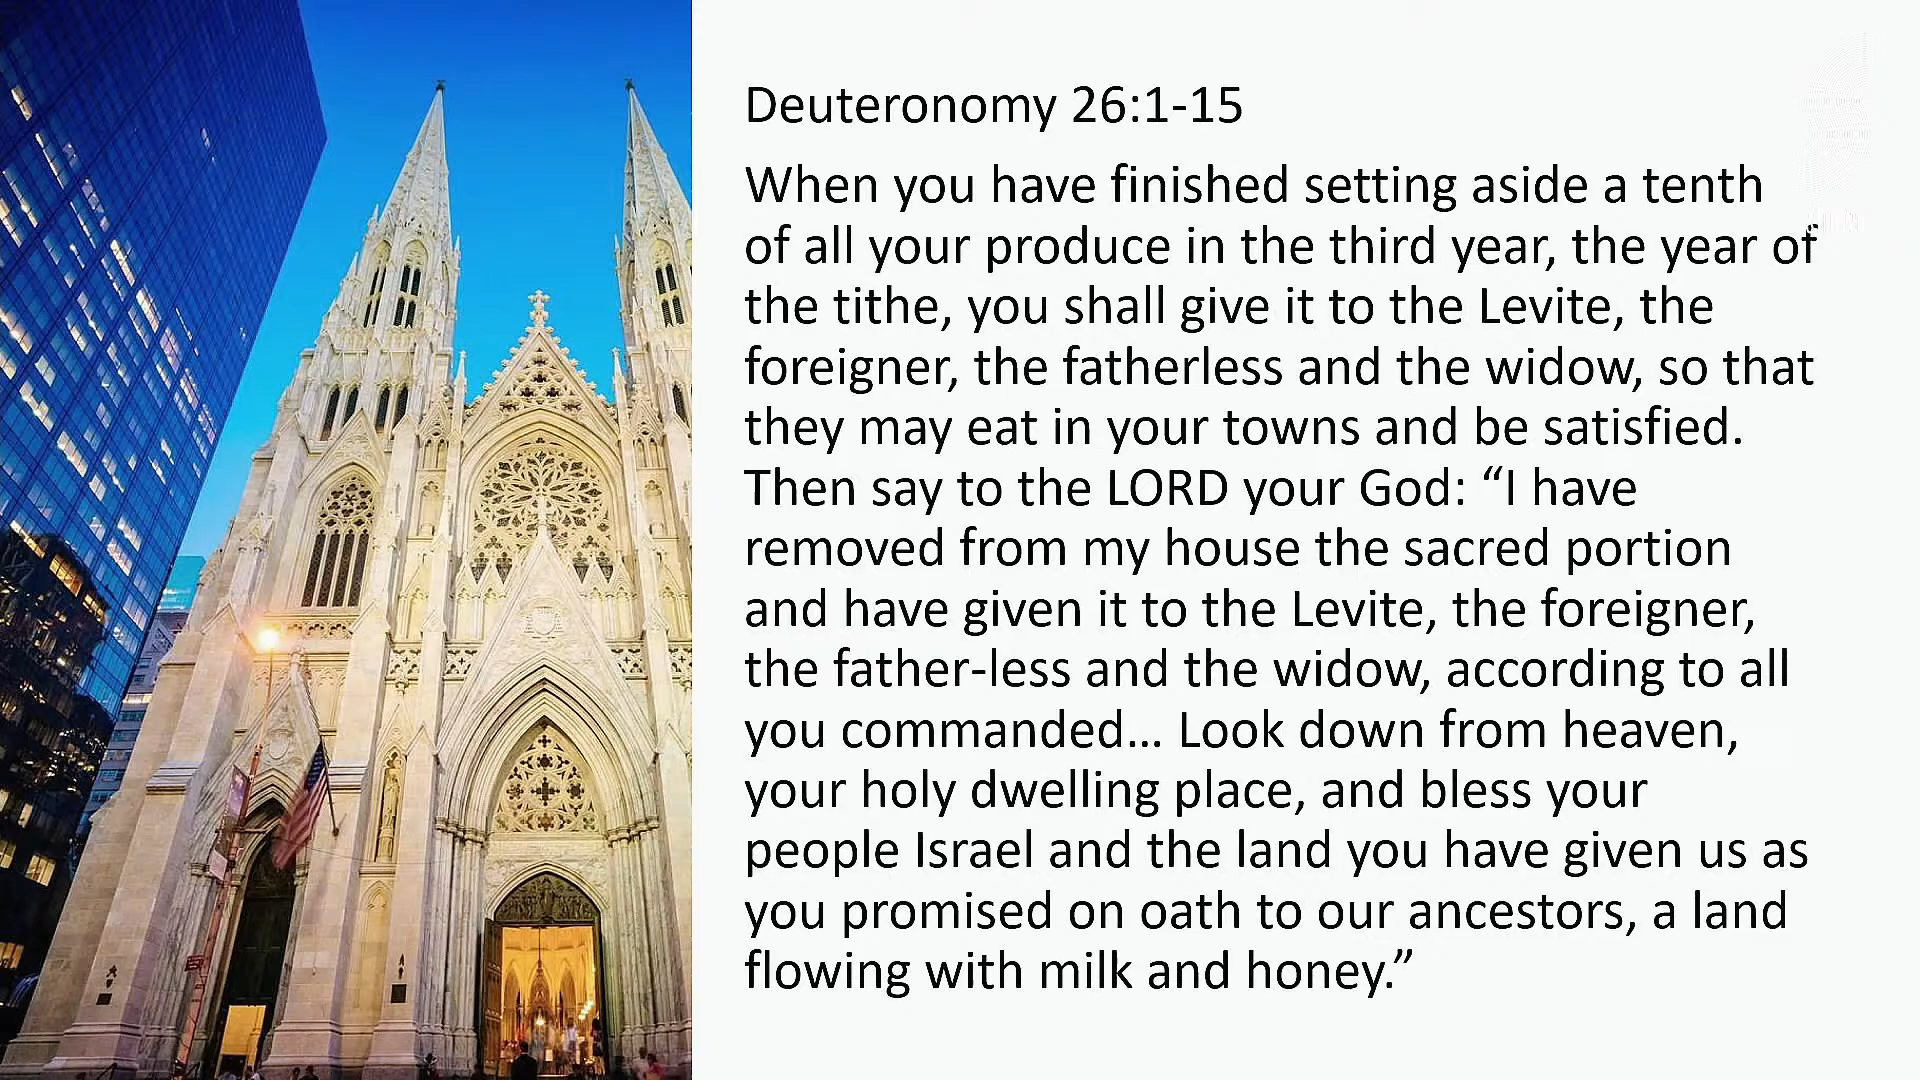 Deuteronomy 26:1-15
When you have finished setting aside a tenth
of all your produce in the third year, the year of
the tithe, you shall give it to the Levite, the
foreigner, the fatherless and the widow, so that
they may eat in your towns and be satisfied.
Then say to the LORD your God: “I have
removed from my house the sacred portion
and have given it to the Levite, the foreigner,
the father-less and the widow, according to all
you commanded… Look down from heaven,
your holy dwelling place, and bless your
people Israel and the land you have given us as
you promised on oath to our ancestors, a land
flowing with milk and honey.”